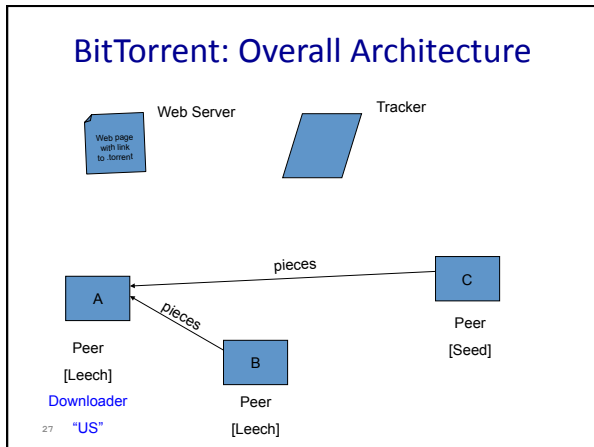 BitTorrent: Overall Architecture
Web Server
Tracker
Web page
with link
to .torrent
pieces
C
A
pieces
Peer
[Seed]
Peer
[Leech]
B
Downloader
"US"
Peer
[Leech]
27